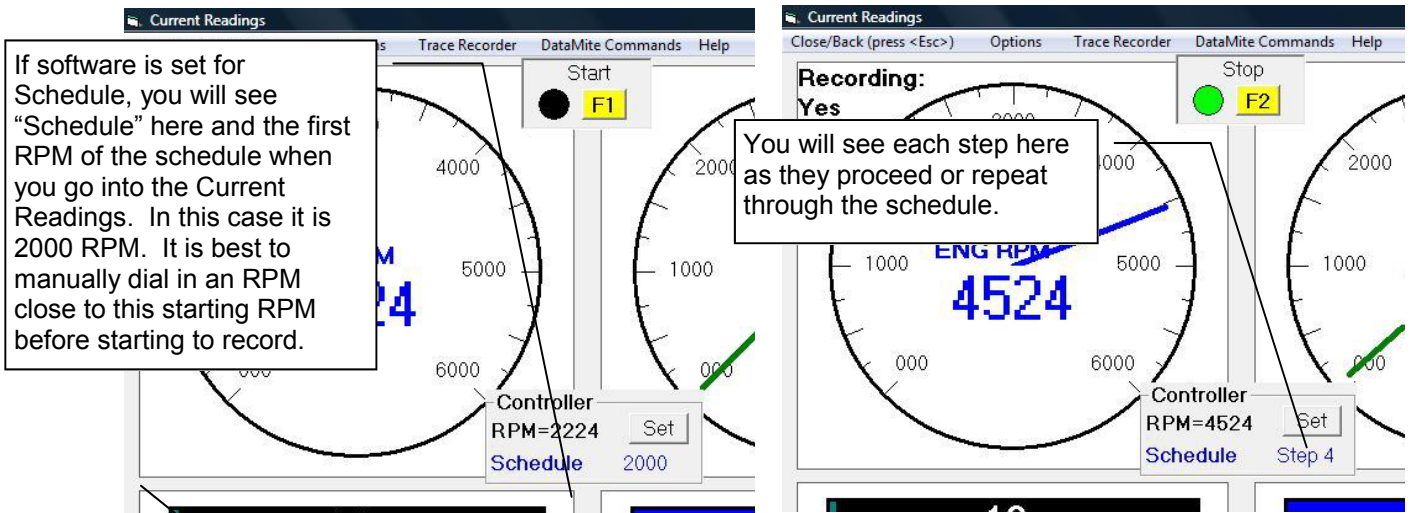 Current Readings
Trace Recorder DataMite Commands Help
If software is set for
Schedule, you will see
“Schedule” here and the first
RPM of the schedule when
you go into the Current
Readings. In this case it is
2000 RPM. It is best to
manually dial in an RPM
close to this starting RPM
before starting to record.
Start
F1
4000
5000
6000
2000
1000
Controller
RPM=2224 Set
Schedule 2000
Current Readings
Close/Back (press <Esc>) Options Trace Recorder DataMite Commands Help
Recording:
Yes
Stop
F2
You will see each step here
as they proceed or repeat
through the schedule.
1000
ENG RPM
4524
5000
000
6000
2000
1000
Controller
RPM=4524 Set
Schedule Step 4